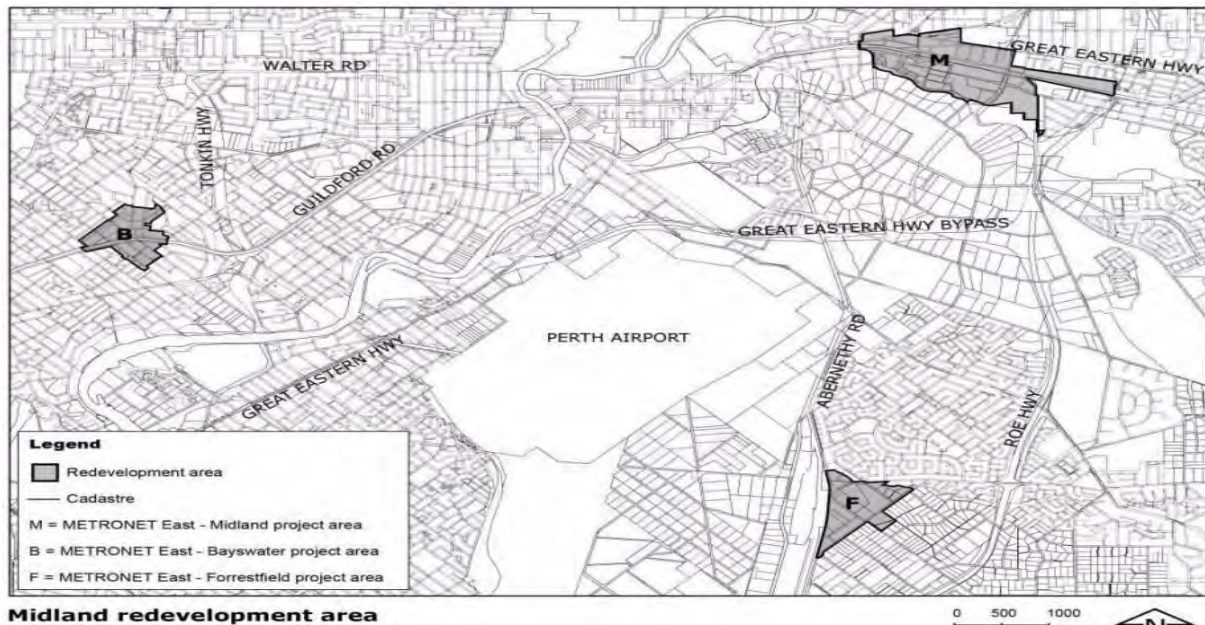 WALTER RD
M
GREAT EASTERN HWY
TONKIN HWY
GUILDFORD RD
B
GREAT EASTERN HWY BYPASS
PERTH AIRPORT
ABERNETHY RD
GREAT EASTERN HWY
ROE HWY
F
Legend
Redevelopment area
Cadastre
M = METRONET East - Midland project area
B = METRONET East - Bayswater project area
F = METRONET East - Forrestfield project area
Midland redevelopment area
0 500 1000
N